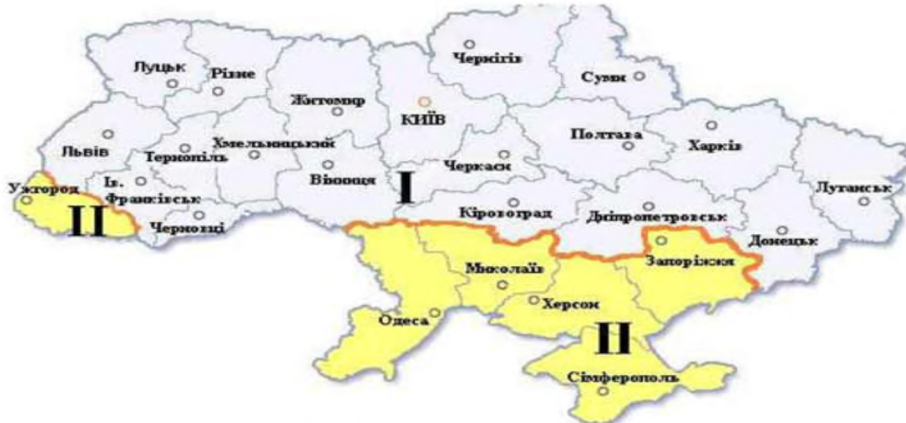 Чернігів
Луцьк
Рівне
Суми
Житомир
КИЇВ
Полтава
Харків
Львів
Тернопіль
Хмельницький
Черкаси
Вінниця
I
Луганськ
Ужгород
Ів.
Франківськ
II
Чернівці
Кіровоград
Дніпропетровськ
Донецьк
Запоріжжя
Миколаїв
Херсон
Одеса
II
Сімферополь